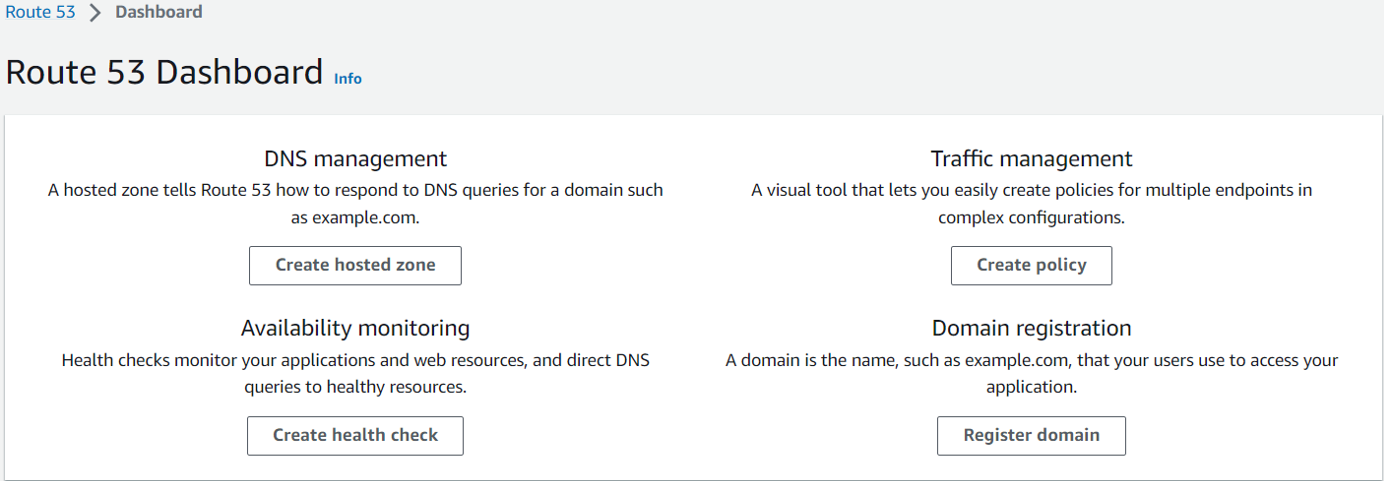 Route 53 > Dashboard
Route 53 Dashboard Info
DNS management
A hosted zone tells Route 53 how to respond to DNS queries for a domain such
as example.com.
Create hosted zone
Traffic management
A visual tool that lets you easily create policies for multiple endpoints in
complex configurations.
Create policy
Availability monitoring
Health checks monitor your applications and web resources, and direct DNS
queries to healthy resources.
Create health check
Domain registration
A domain is the name, such as example.com, that your users use to access your
application.
Register domain